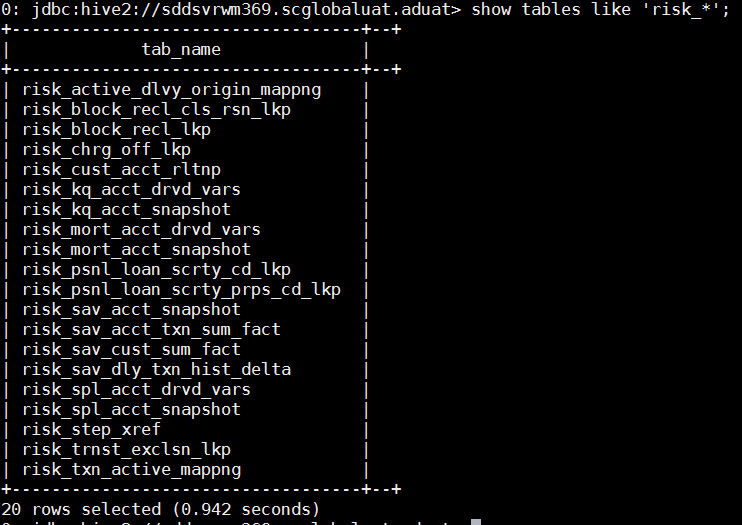 0: jdbc:hive2://sddsvrwm369.scglobaluat.aduat> show tables like 'risk_*';
+-----------------------------------+--+
|             tab_name              |
+-----------------------------------+--+
| risk_active_dlvy_origin_mappng    |
| risk_block_recl_cls_rsn_lkp       |
| risk_block_recl_lkp               |
| risk_chrg_off_lkp                 |
| risk_cust_acct_rltnp              |
| risk_kq_acct_drvd_vars            |
| risk_kq_acct_snapshot             |
| risk_mort_acct_drvd_vars          |
| risk_mort_acct_snapshot           |
| risk_psnl_loan_scrty_cd_lkp       |
| risk_psnl_loan_scrty_prps_cd_lkp  |
| risk_sav_acct_snapshot            |
| risk_sav_acct_txn_sum_fact        |
| risk_sav_cust_sum_fact            |
| risk_sav_dly_txn_hist_delta       |
| risk_spl_acct_drvd_vars           |
| risk_spl_acct_snapshot            |
| risk_step_xref                    |
| risk_trnst_exclsn_lkp             |
| risk_txn_active_mappng            |
+-----------------------------------+--+
20 rows selected (0.942 seconds)